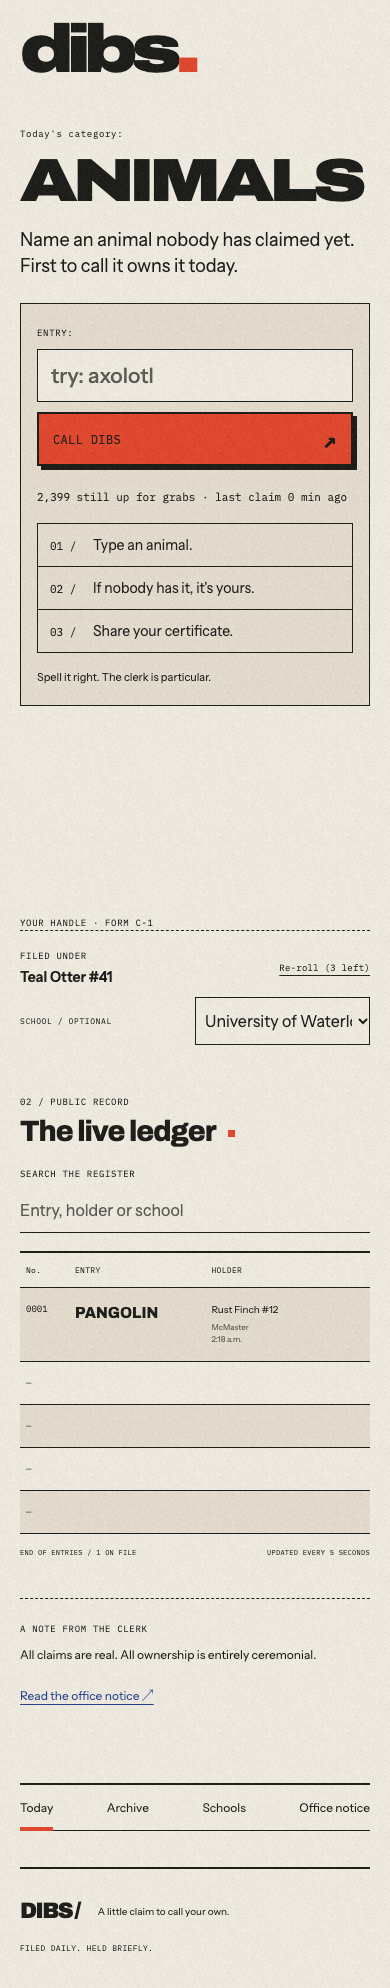 dibs.
Today's category:
ANIMALS
Name an animal nobody has claimed yet.
First to call it owns it today.
ENTRY:
try: axolotl
CALL DIBS ↗
2,399 still up for grabs · last claim 0 min ago
01 / Type an animal.
02 / If nobody has it, it's yours.
03 / Share your certificate.
Spell it right. The clerk is particular.
YOUR HANDLE · FORM C-1
FILED UNDER
Teal Otter #41
Re-roll (3 left)
SCHOOL / OPTIONAL
University of Waterl
02 / PUBLIC RECORD
The live ledger
SEARCH THE REGISTER
Entry, holder or school
No. ENTRY HOLDER
0001 PANGOLIN Rust Finch #12
McMaster
2:18 a.m.
—
—
—
—
END OF ENTRIES / 1 ON FILE UPDATED EVERY 5 SECONDS
A NOTE FROM THE CLERK
All claims are real. All ownership is entirely ceremonial.
Read the office notice ↗
Today Archive Schools Office notice
DIBS/ A little claim to call your own.
FILED DAILY. HELD BRIEFLY.